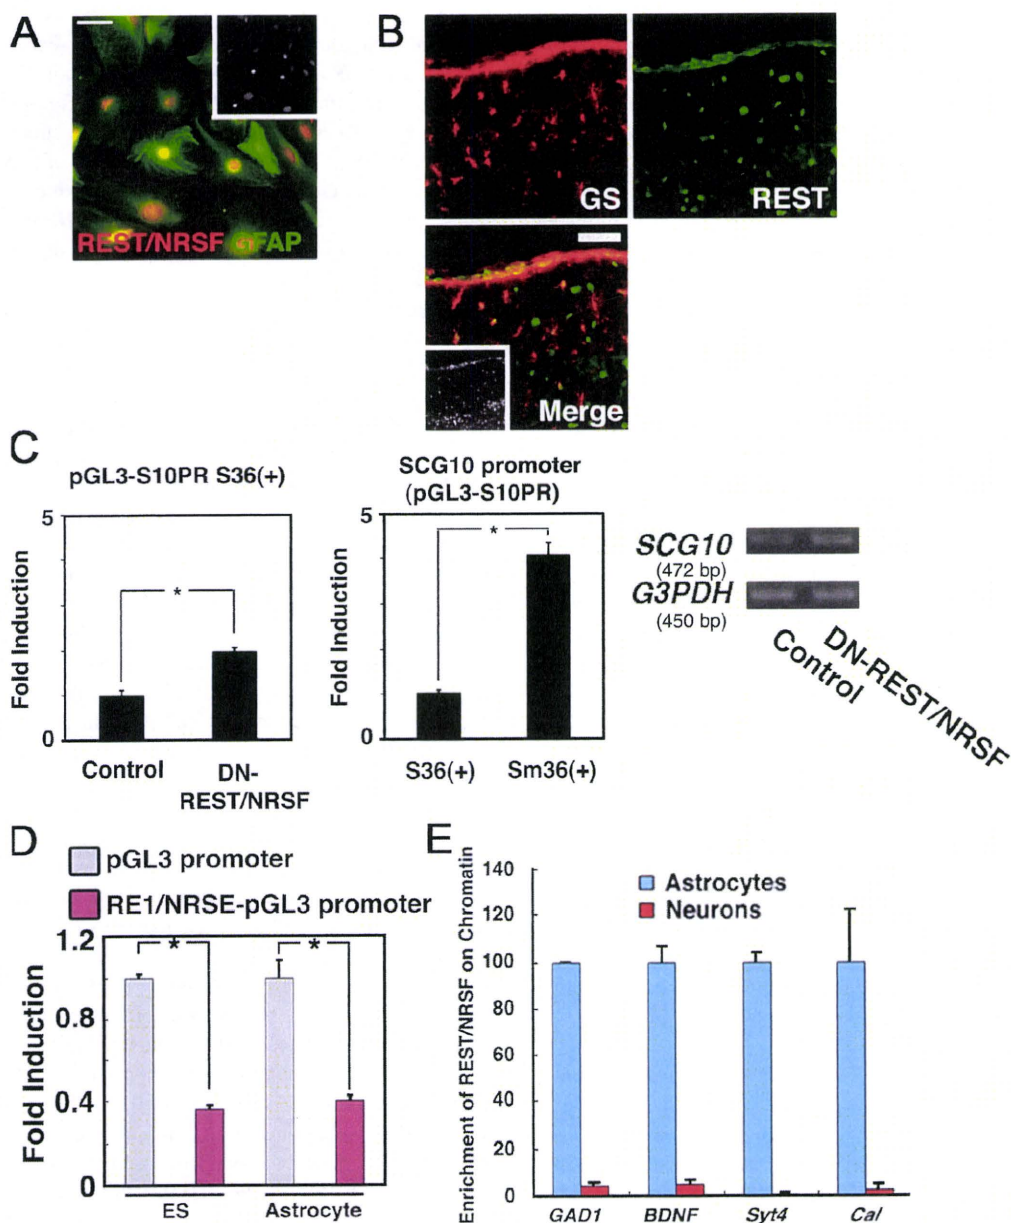 A
REST/NRSF GFAP
B
GS
REST
Merge
C
pGL3-S10PR S36(+)
Fold Induction
5
0
*
Control
DN-
REST/NRSF
SCG10 promoter
(pGL3-S10PR)
Fold Induction
5
0
*
S36(+)
Sm36(+)
SCG10
(472 bp)
G3PDH
(450 bp)
Control
DN-REST/NRSF
D
pGL3 promoter
RE1/NRSE-pGL3 promoter
Fold Induction
1.2
0.8
0.4
0
*
*
ES
Astrocyte
E
Enrichment of REST/NRSF on Chromatin
140
120
100
80
60
40
20
0
Astrocytes
Neurons
GAD1
BDNF
Syt4
Cal